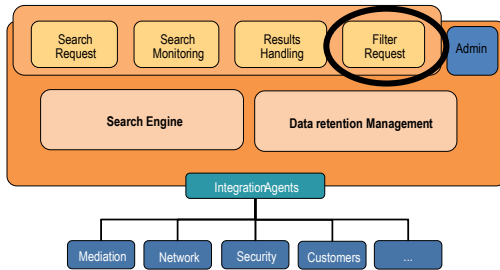 Search
Request
Search
Monitoring
Results
Handling
Filter
Request
Admin
Search Engine
Data retention Management
IntegrationAgents
Mediation
Network
Security
Customers
...